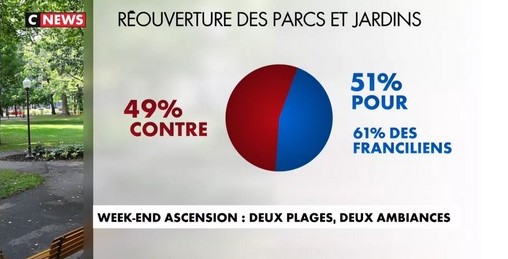 C NEWS
RÉOUVERTURE DES PARCS ET JARDINS
49%
CONTRE
51%
POUR
61% DES
FRANCILIENS
WEEK-END ASCENSION : DEUX PLAGES, DEUX AMBIANCES